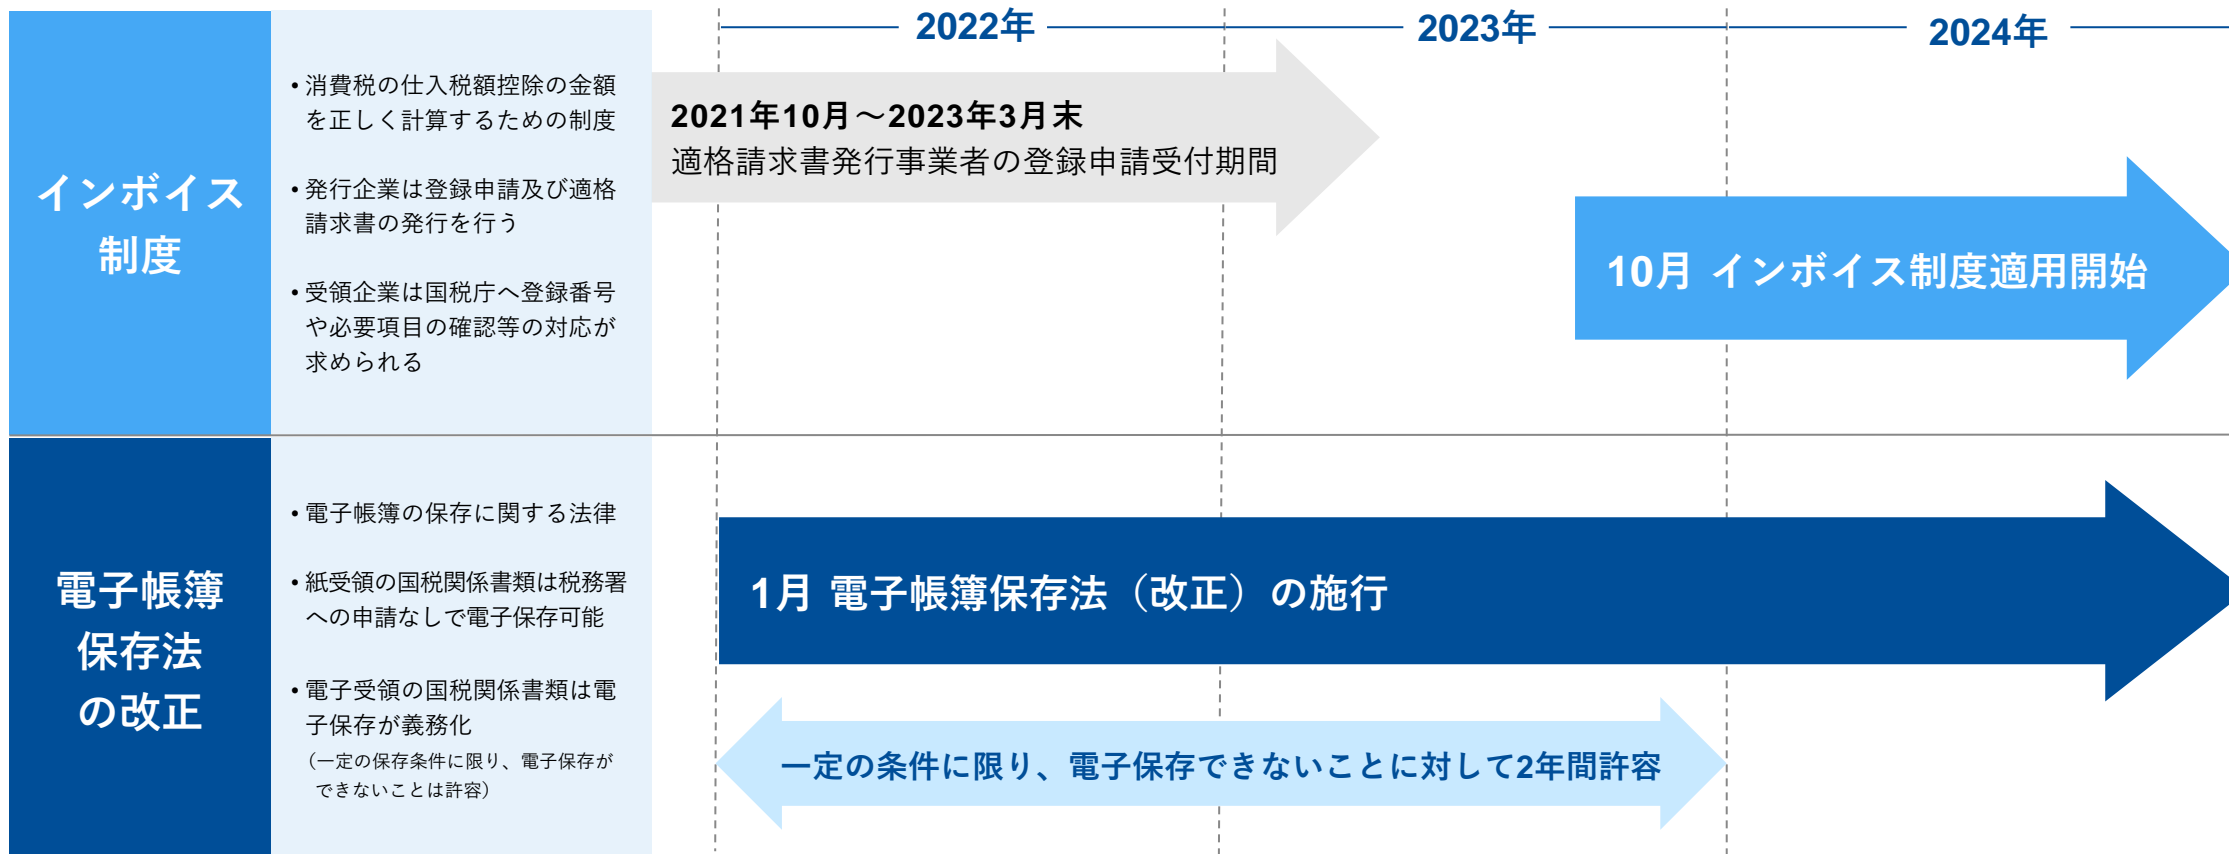 2022年
2023年
2024年
インボイス
制度
• 消費税の仕入税額控除の金額
を正しく計算するための制度
• 発行企業は登録申請及び適格
請求書の発行を行う
• 受領企業は国税庁へ登録番号
や必要項目の確認等の対応が
求められる
2021年10月～2023年3月末
適格請求書発行事業者の登録申請受付期間
10月 インボイス制度適用開始
電子帳簿
保存法
の改正
• 電子帳簿の保存に関する法律
• 紙受領の国税関係書類は税務署
への申請なしで電子保存可能
• 電子受領の国税関係書類は電
子保存が義務化
（一定の保存条件に限り、電子保存が
できないことは許容）
1月 電子帳簿保存法（改正）の施行
一定の条件に限り、電子保存できないことに対して2年間許容